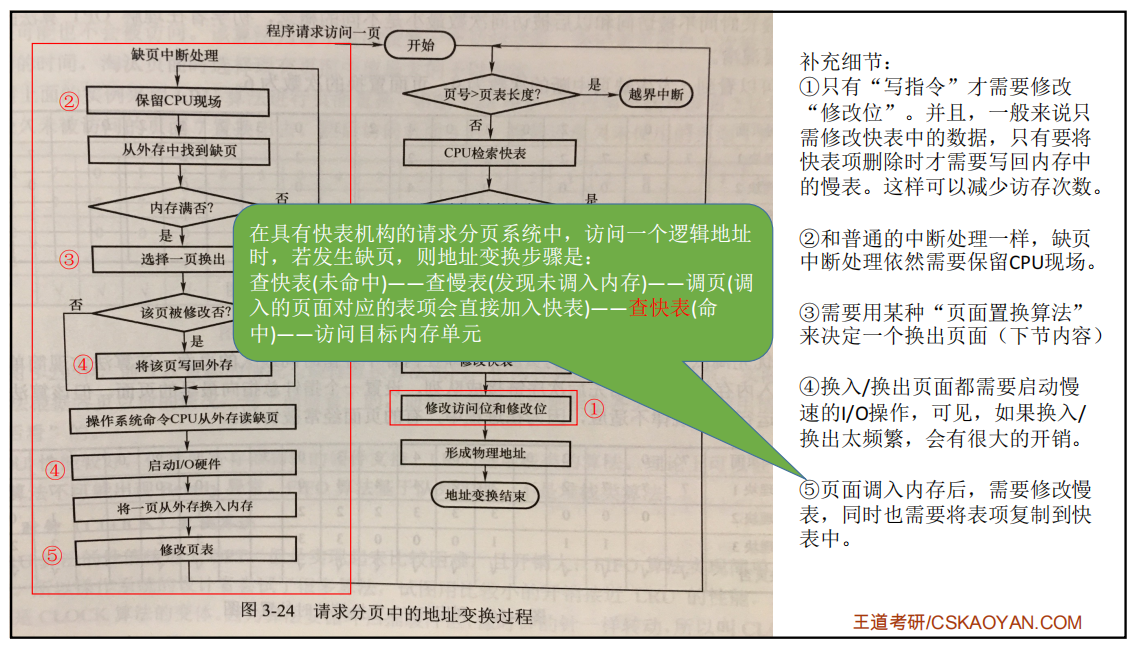 程序请求访问一页
开始
缺页中断处理
②
保留CPU现场
从外存中找到缺页
内存满否?
否
是
③
选择一页换出
否
该页被修改否?
是
④
将该页写回外存
操作系统命令CPU从外存读缺页
④
启动I/O硬件
将一页从外存换入内存
⑤
修改页表
页号>页表长度?
是
越界中断
否
CPU检索快表
是
在具有快表机构的请求分页系统中，访问一个逻辑地址
时，若发生缺页，则地址变换步骤是：
查快表(未命中)——查慢表(发现未调入内存)——调页(调
入的页面对应的表项会直接加入快表)——查快表(命
中)——访问目标内存单元
修改快表
修改访问位和修改位
①
形成物理地址
地址变换结束
图 3-24 请求分页中的地址变换过程
补充细节：
①只有“写指令”才需要修改
“修改位”。并且，一般来说只
需修改快表中的数据，只有要将
快表项删除时才需要写回内存中
的慢表。这样可以减少访存次数。
②和普通的中断处理一样，缺页
中断处理依然需要保留CPU现场。
③需要用某种“页面置换算法”
来决定一个换出页面（下节内容）
④换入/换出页面都需要启动慢
速的I/O操作，可见，如果换入/
换出太频繁，会有很大的开销。
⑤页面调入内存后，需要修改慢
表，同时也需要将表项复制到快
表中。
王道考研/CSKAOYAN.COM